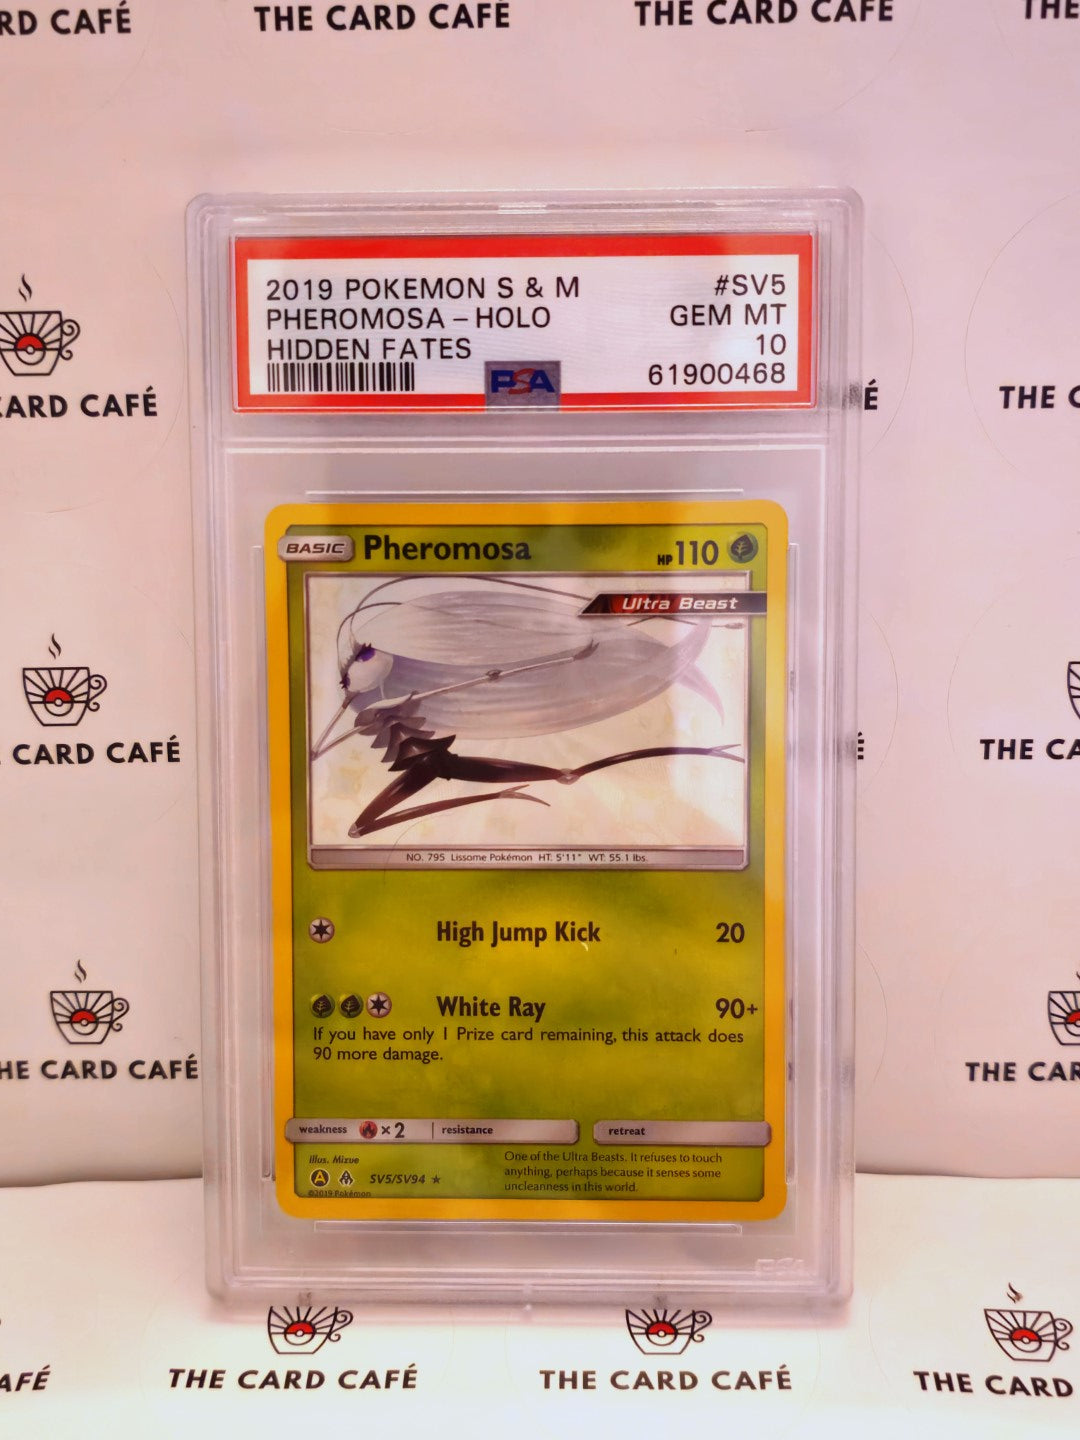 THE CARD CAFÉ
THE CARD CAFÉ
2019 POKEMON S & M #SV5
PHEROMOSA – HOLO GEM MT
HIDDEN FATES 10
PSA 61900468
BASIC Pheromosa HP 110
Ultra Beast
NO. 795 Lissome Pokémon HT: 5'11" WT: 55.1 lbs.
High Jump Kick 20
White Ray 90+
If you have only 1 Prize card remaining, this attack does
90 more damage.
weakness ×2 resistance retreat
Illus. Mizue
A SV5/SV94 ★
©2019 Pokémon
One of the Ultra Beasts. It refuses to touch
anything, perhaps because it senses some
uncleanness in this world.
THE CARD CAFÉ
THE CARD CAFÉ
THE CARD